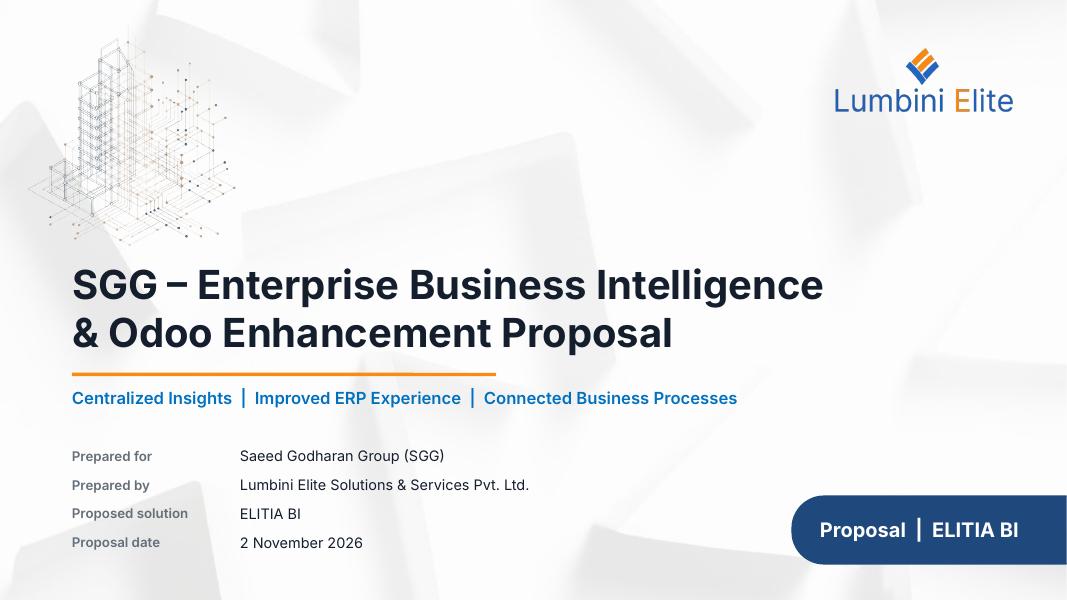 Lumbini Elite
SGG – Enterprise Business Intelligence
& Odoo Enhancement Proposal
Centralized Insights | Improved ERP Experience | Connected Business Processes
Prepared for Saeed Godharan Group (SGG)
Prepared by Lumbini Elite Solutions & Services Pvt. Ltd.
Proposed solution ELITIA BI
Proposal date 2 November 2026
Proposal | ELITIA BI